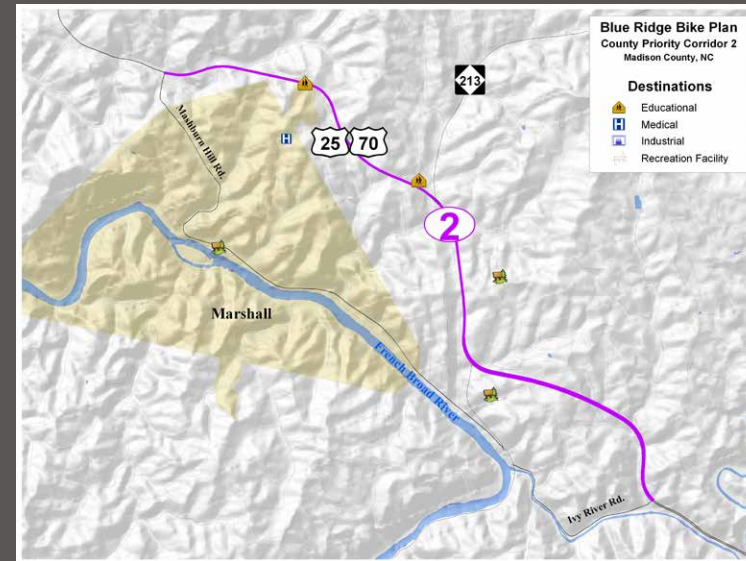 Blue Ridge Bike Plan
County Priority Corridor 2
Madison County, NC
Destinations
Educational
H Medical
Industrial
Recreation Facility
213
Mashburn Hill Rd.
H
25 70
2
Marshall
French Broad River
Ivy River Rd.